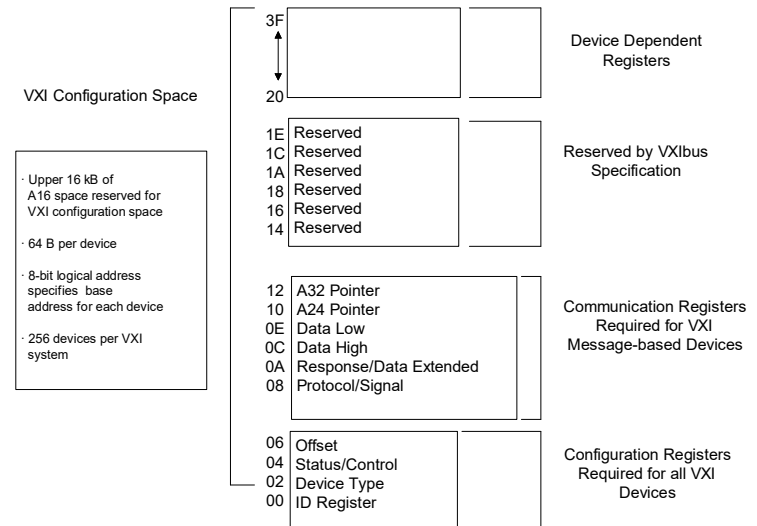 3F
20
Device Dependent
Registers
VXI Configuration Space
· Upper 16 kB of
A16 space reserved for
VXI configuration space
· 64 B per device
· 8-bit logical address
specifies base
address for each device
· 256 devices per VXI
system
1E Reserved
1C Reserved
1A Reserved
18 Reserved
16 Reserved
14 Reserved
Reserved by VXIbus
Specification
12 A32 Pointer
10 A24 Pointer
0E Data Low
0C Data High
0A Response/Data Extended
08 Protocol/Signal
Communication Registers
Required for VXI
Message-based Devices
06 Offset
04 Status/Control
02 Device Type
00 ID Register
Configuration Registers
Required for all VXI
Devices